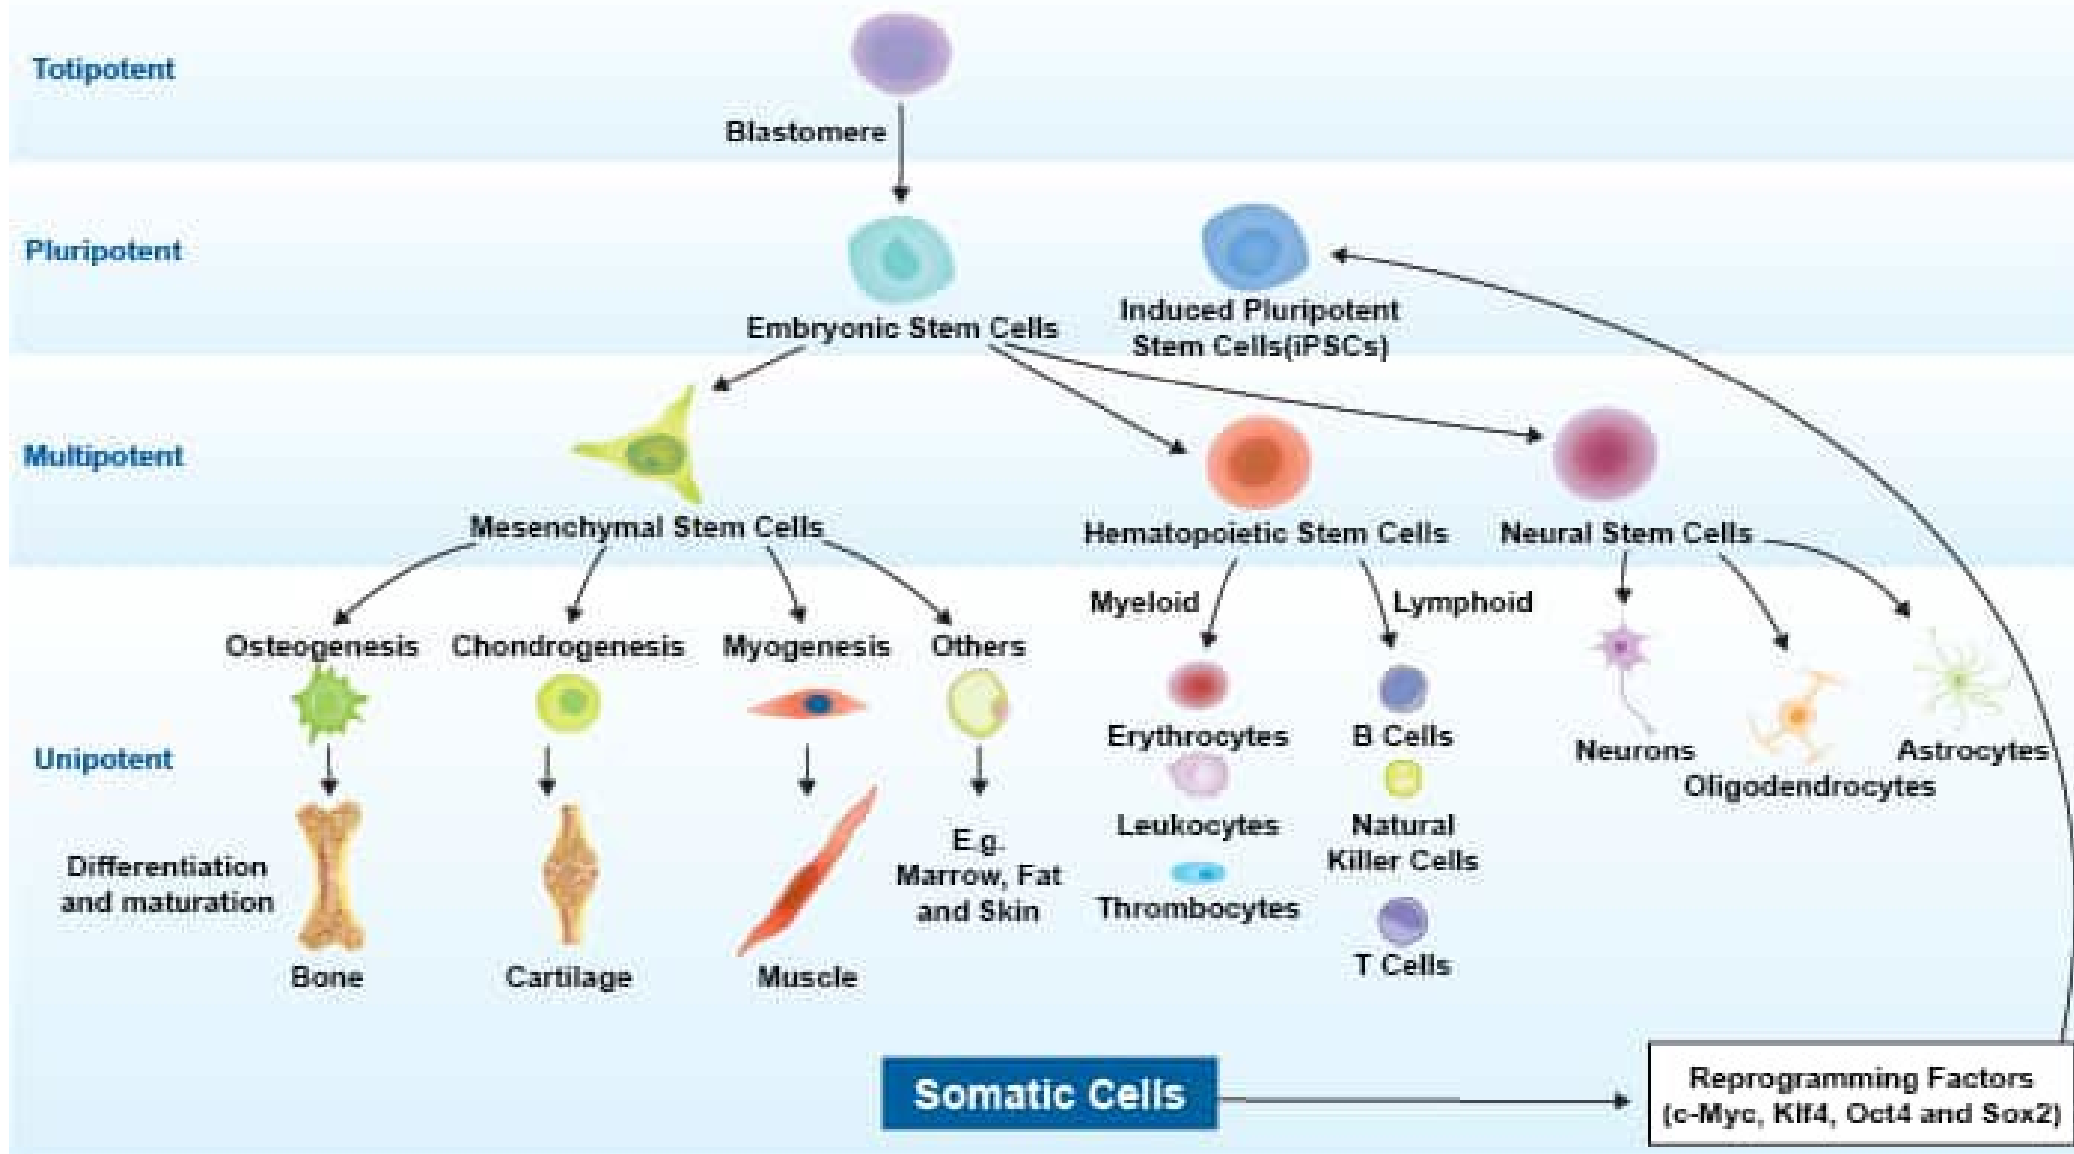 Totipotent
Blastomere
Pluripotent
Embryonic Stem Cells
Induced Pluripotent
Stem Cells(iPSCs)
Multipotent
Mesenchymal Stem Cells
Hematopoietic Stem Cells
Neural Stem Cells
Myeloid
Lymphoid
Osteogenesis
Chondrogenesis
Myogenesis
Others
Unipotent
Erythrocytes
B Cells
Neurons
Astrocytes
Oligodendrocytes
Leukocytes
Natural
Killer Cells
E.g.
Marrow, Fat
and Skin
Differentiation
and maturation
Thrombocytes
T Cells
Bone
Cartilage
Muscle
Somatic Cells
Reprogramming Factors
(c-Myc, Klf4, Oct4 and Sox2)